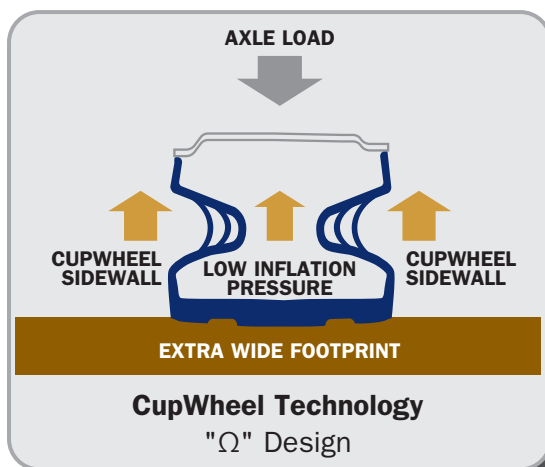 AXLE LOAD
CUPWHEEL
SIDEWALL
LOW INFLATION
PRESSURE
CUPWHEEL
SIDEWALL
EXTRA WIDE FOOTPRINT
CupWheel Technology
"Ω" Design